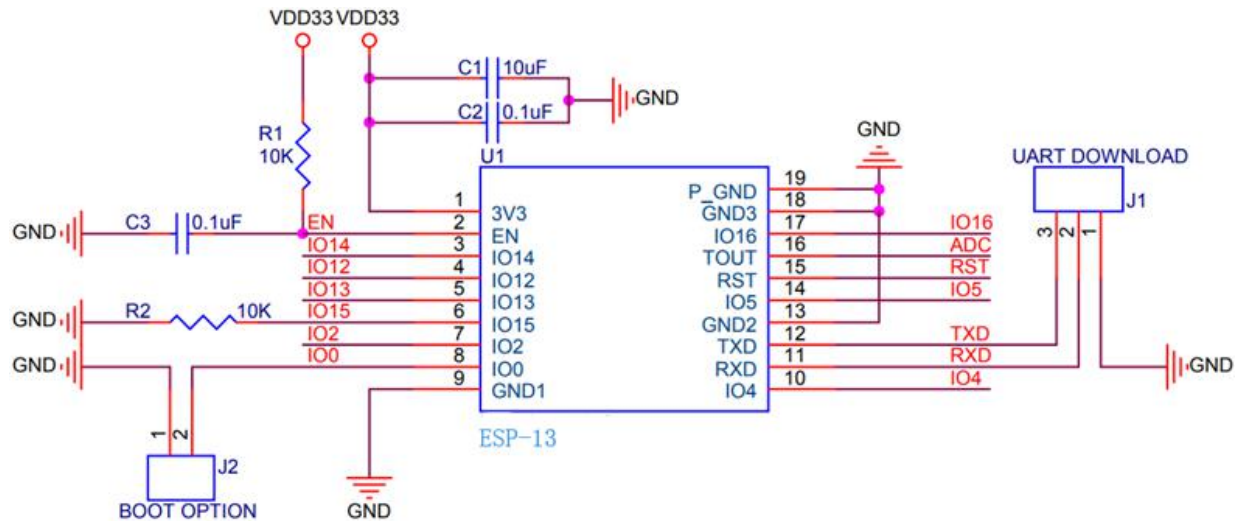 VDD33 VDD33
C1 10uF
GND
C2 0.1uF
R1
10K
U1
GND
UART DOWNLOAD
J1
3 2 1
1 3V3
P_GND 19
GND3 18
GND C3 0.1uF EN 2 EN
IO16 17 IO16
IO14 3 IO14
TOUT 16 ADC
IO12 4 IO12
RST 15 RST
IO13 5 IO13
IO5 14 IO5
GND R2 10K IO15 6 IO15
GND2 13
IO2 7 IO2
TXD 12 TXD
GND IO0 8 IO0
RXD 11 RXD
GND
9 GND1
IO4 10 IO4
ESP-13
1 2
J2
BOOT OPTION
GND